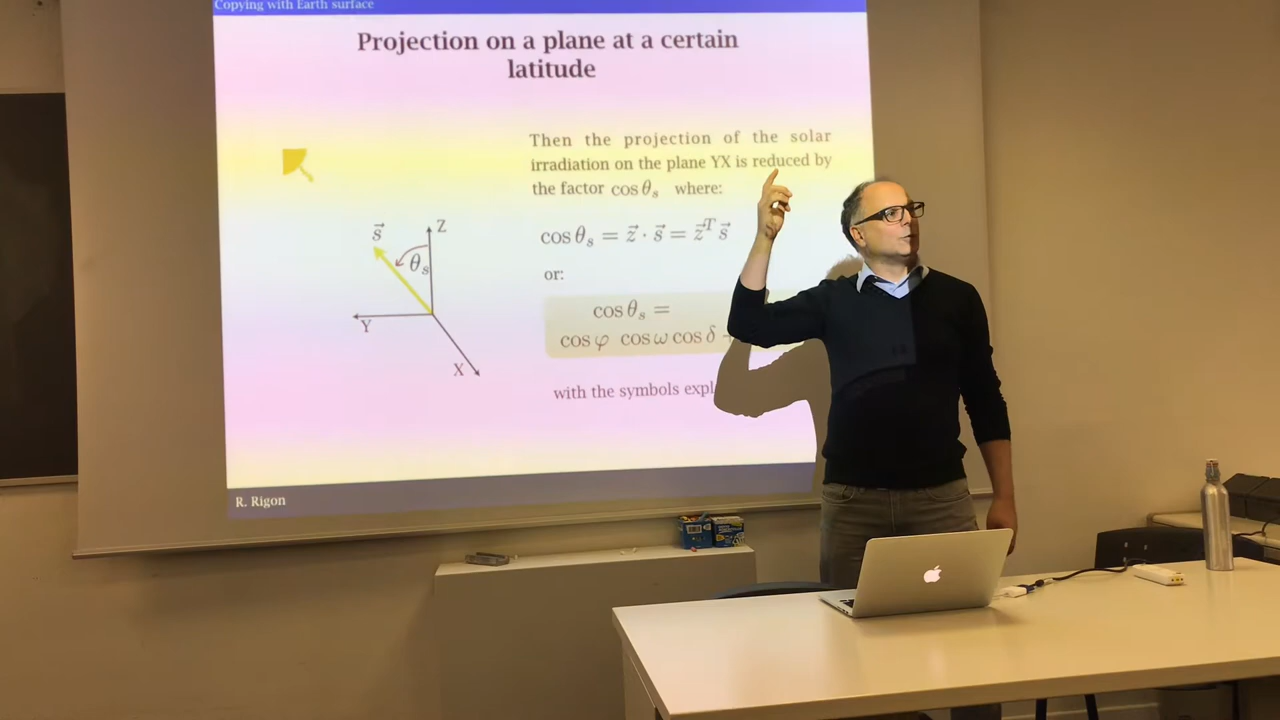 Copying with Earth surface
Projection on a plane at a certain
latitude
Then the projection of the solar
irradiation on the plane YX is reduced by
the factor cos θₛ where:
cos θₛ = z⃗ · s⃗ = z⃗ᵀ s⃗
or:
cos θₛ =
cos φ cos ω cos δ
with the symbols expl
s⃗
Z
θₛ
Y
X
R. Rigon